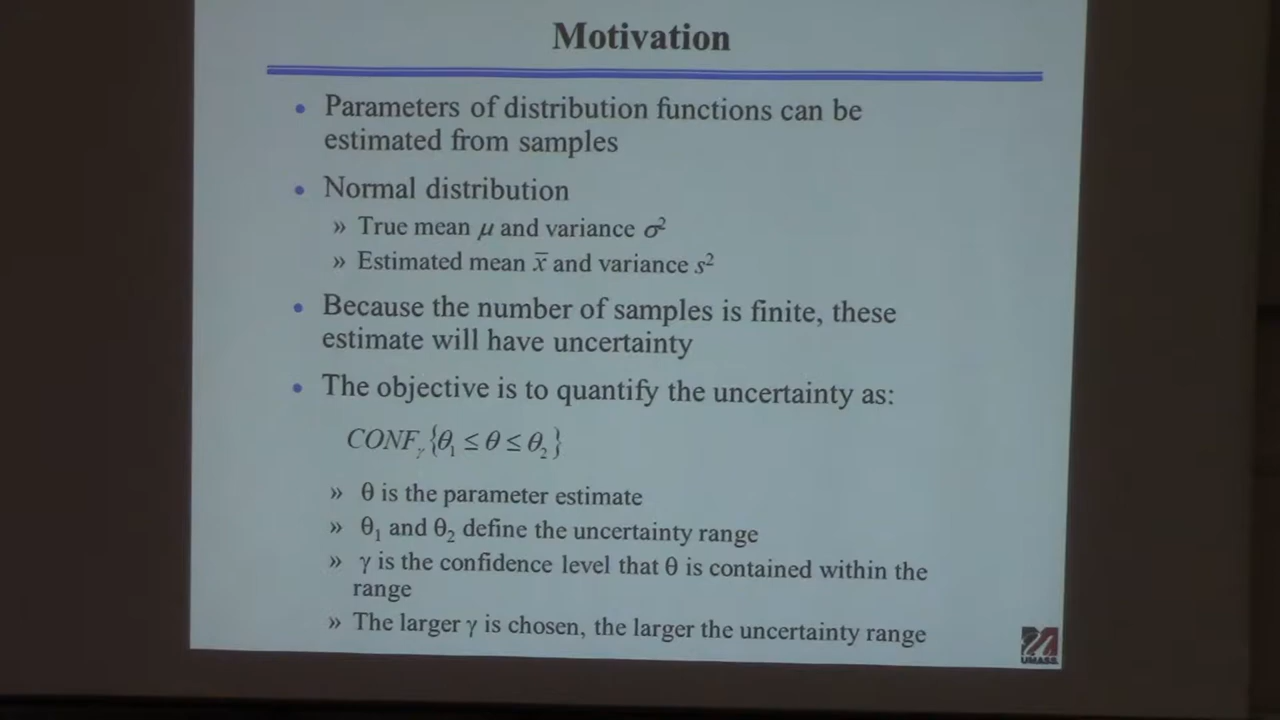 Motivation
• Parameters of distribution functions can be
estimated from samples
• Normal distribution
» True mean μ and variance σ²
» Estimated mean x̄ and variance s²
• Because the number of samples is finite, these
estimate will have uncertainty
• The objective is to quantify the uncertainty as:
CONFᵧ{θ₁ ≤ θ ≤ θ₂}
» θ is the parameter estimate
» θ₁ and θ₂ define the uncertainty range
» γ is the confidence level that θ is contained within the
range
» The larger γ is chosen, the larger the uncertainty range
UMASS